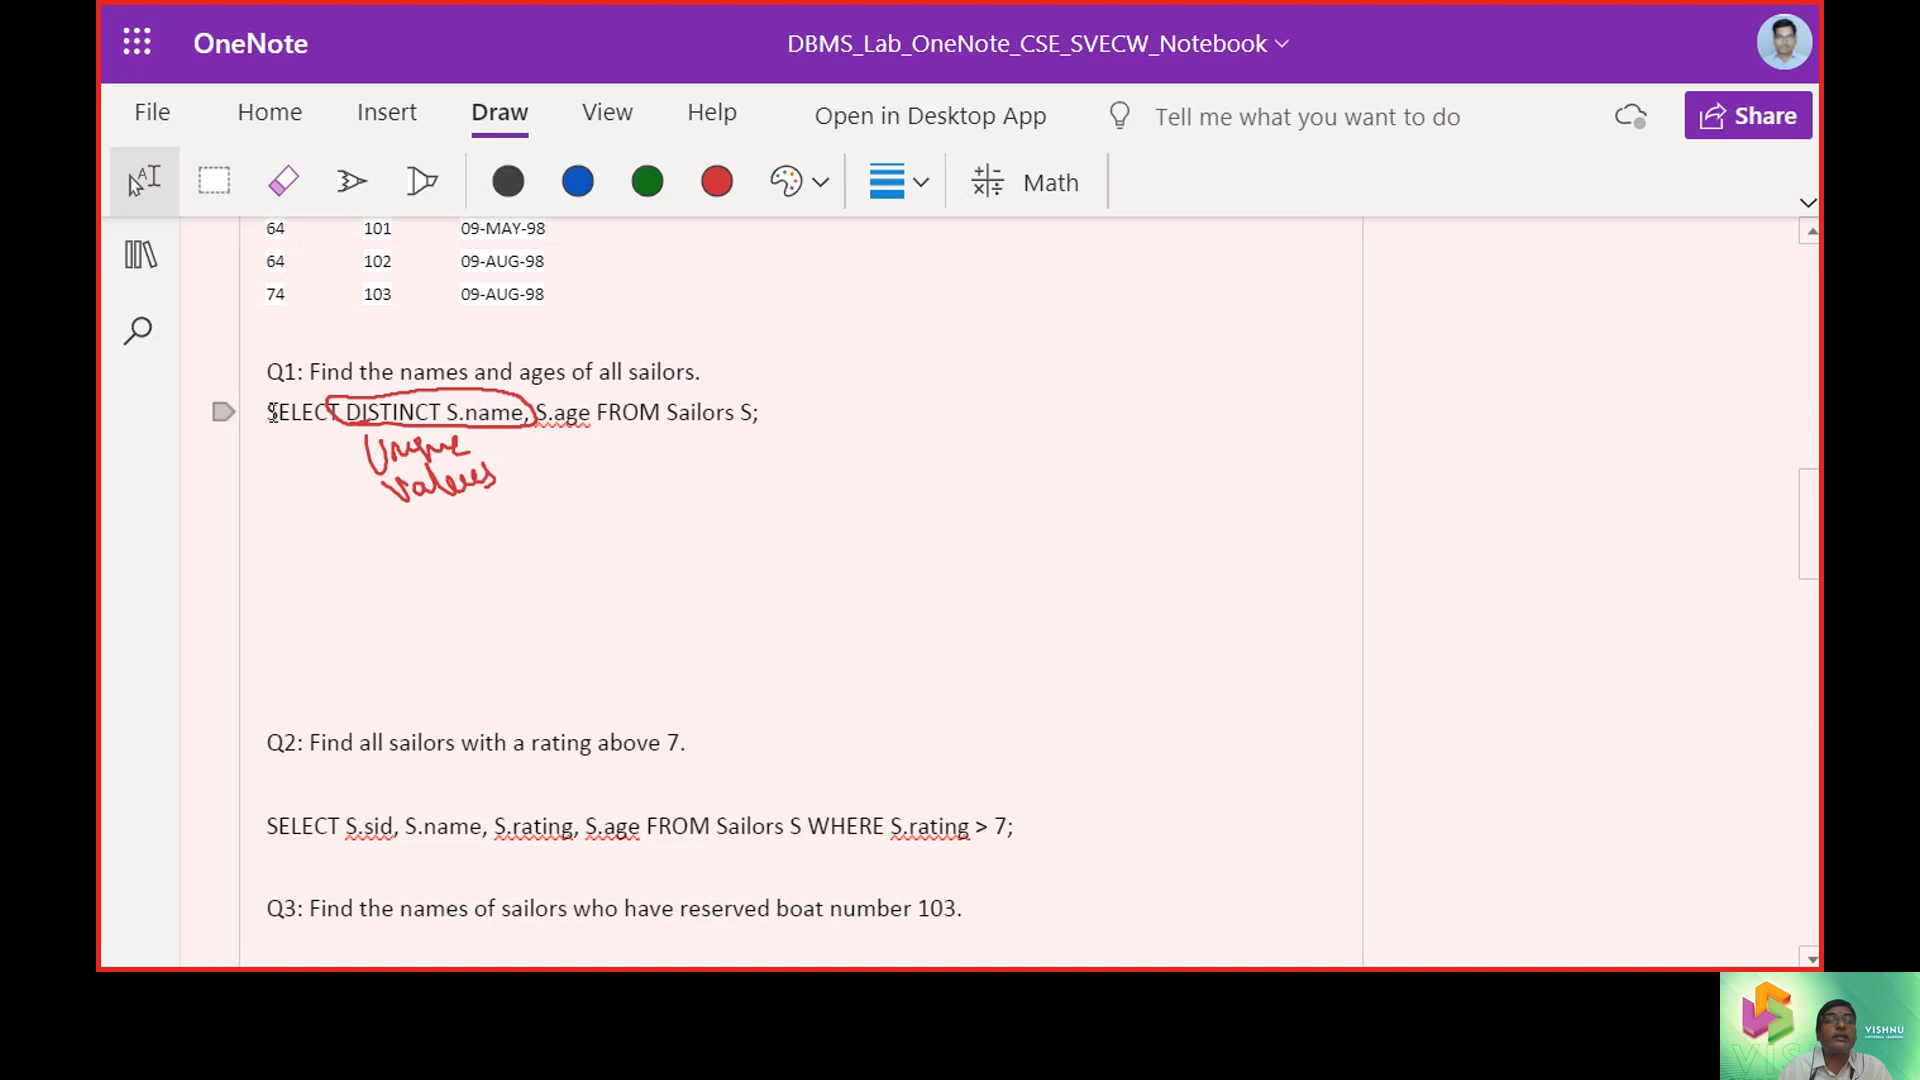 OneNote
DBMS_Lab_OneNote_CSE_SVECW_Notebook
File Home Insert Draw View Help Open in Desktop App Tell me what you want to do Share
Math
64 101 09-MAY-98
64 102 09-AUG-98
74 103 09-AUG-98
Q1: Find the names and ages of all sailors.
SELECT DISTINCT S.name, S.age FROM Sailors S;
Unique
Values
Q2: Find all sailors with a rating above 7.
SELECT S.sid, S.name, S.rating, S.age FROM Sailors S WHERE S.rating > 7;
Q3: Find the names of sailors who have reserved boat number 103.
VISHNU
UNIVERSAL LEARNING